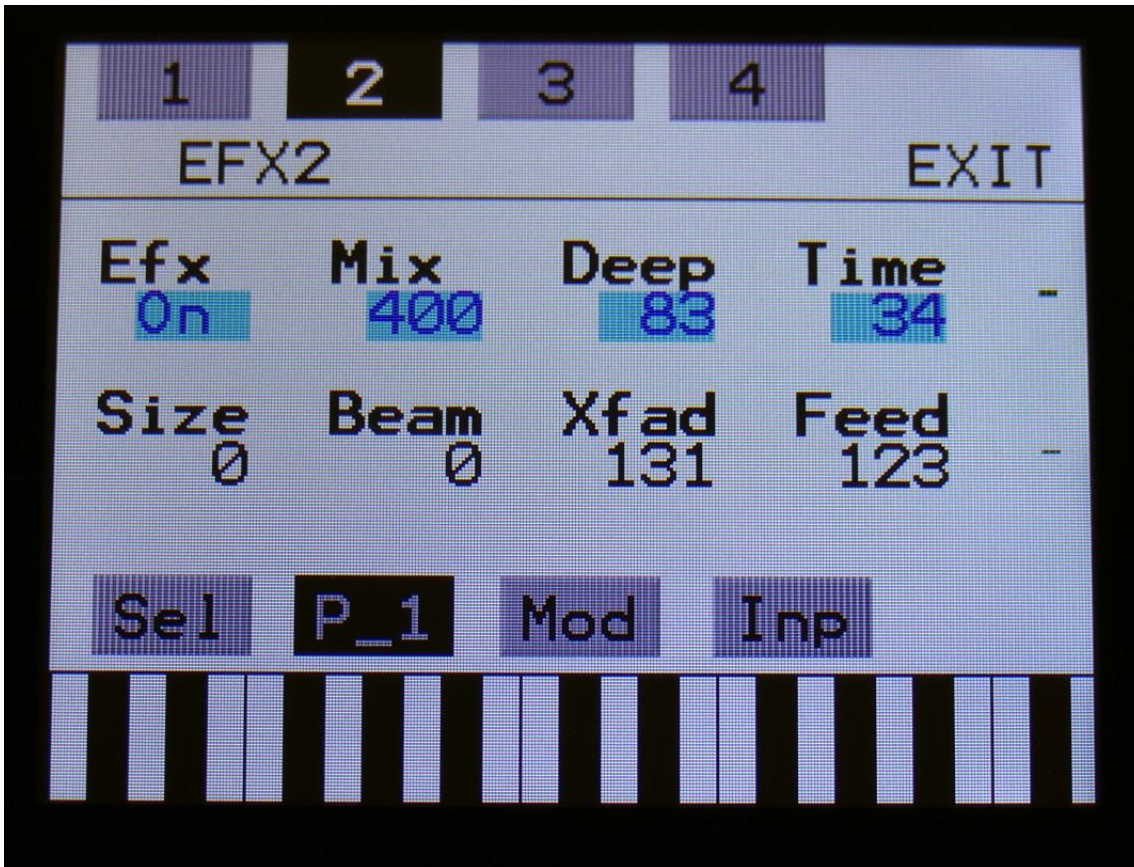 1 2 3 4
EFX2 EXIT
Efx Mix Deep Time -
On 400 83 34
Size Beam Xfad Feed
0 0 131 123 -
Sel P_1 Mod Inp